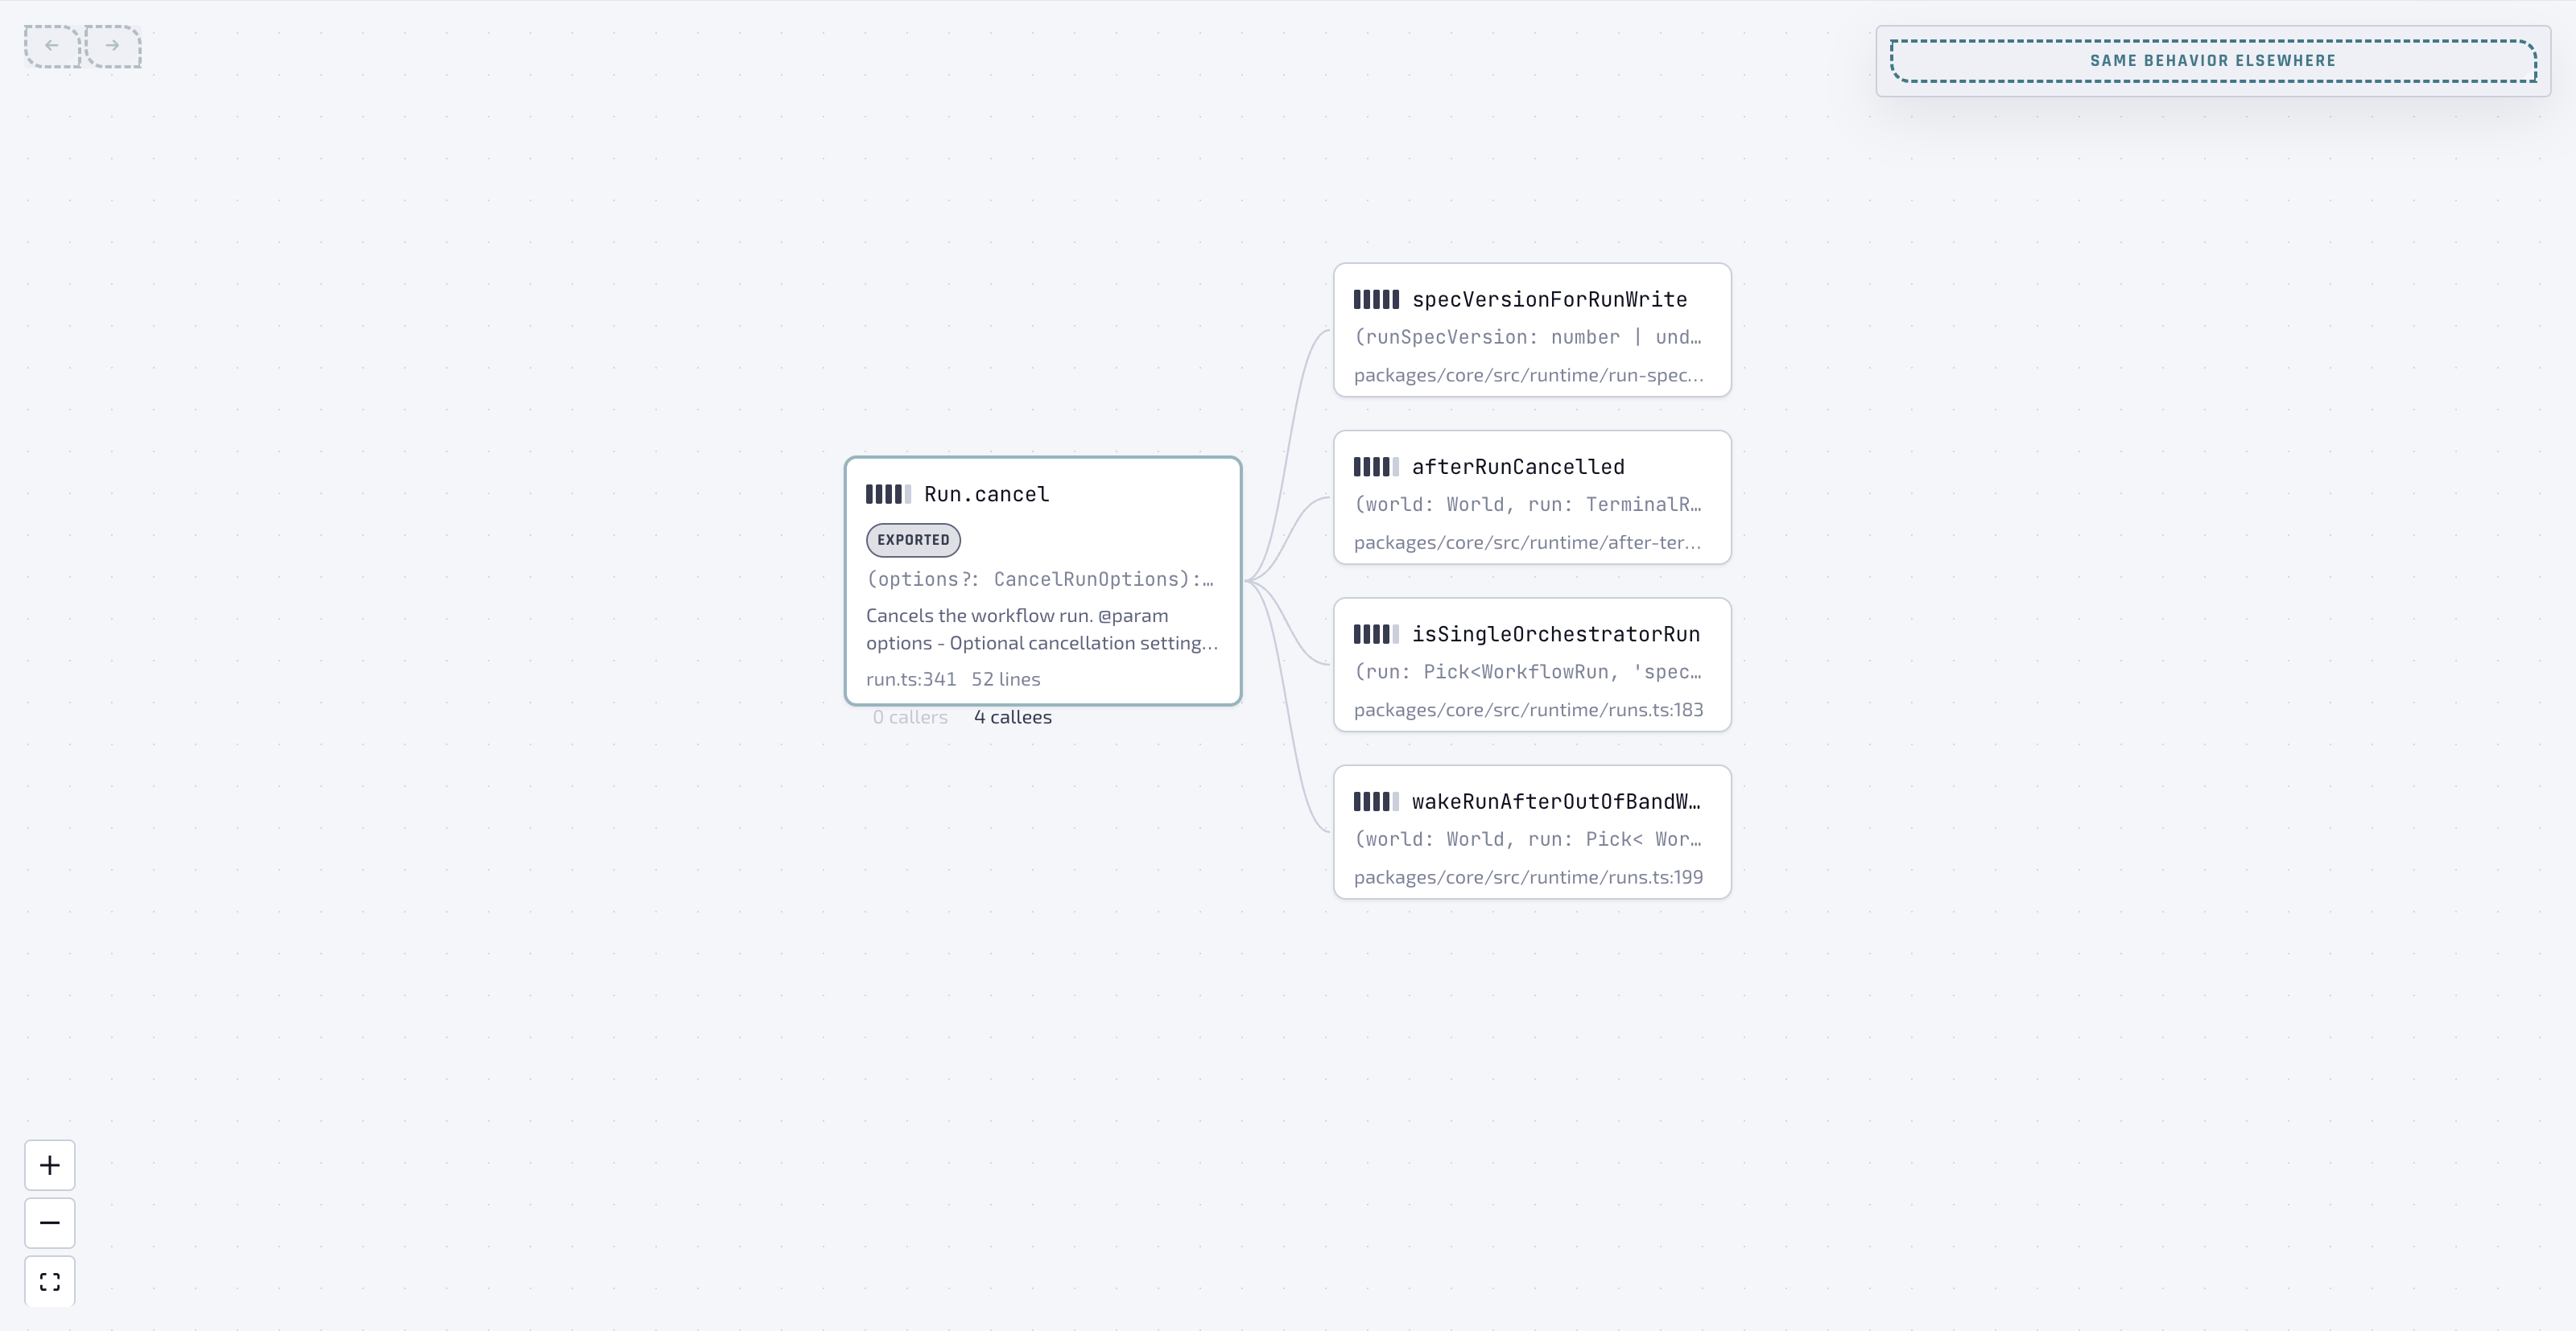 ← →
SAME BEHAVIOR ELSEWHERE
specVersionForRunWrite
(runSpecVersion: number | und…
packages/core/src/runtime/run-spec…
afterRunCancelled
(world: World, run: TerminalR…
packages/core/src/runtime/after-ter…
Run.cancel
EXPORTED
(options?: CancelRunOptions):…
Cancels the workflow run. @param
options - Optional cancellation setting…
run.ts:341 52 lines
0 callers 4 callees
isSingleOrchestratorRun
(run: Pick<WorkflowRun, 'spec…
packages/core/src/runtime/runs.ts:183
wakeRunAfterOutOfBandW…
(world: World, run: Pick< Wor…
packages/core/src/runtime/runs.ts:199